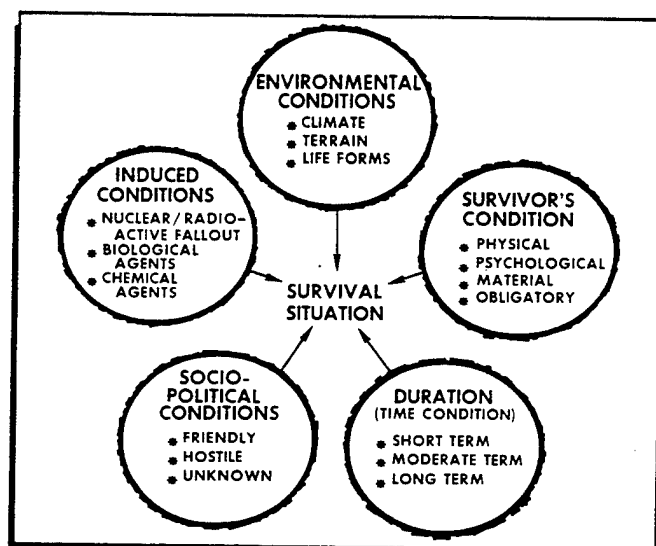 ENVIRONMENTAL
CONDITIONS
* CLIMATE
* TERRAIN
* LIFE FORMS
INDUCED
CONDITIONS
* NUCLEAR/RADIO-
ACTIVE FALLOUT
* BIOLOGICAL
AGENTS
* CHEMICAL
AGENTS
SURVIVOR'S
CONDITION
* PHYSICAL
* PSYCHOLOGICAL
* MATERIAL
* OBLIGATORY
SURVIVAL
SITUATION
SOCIO-
POLITICAL
CONDITIONS
* FRIENDLY
* HOSTILE
* UNKNOWN
DURATION
(TIME CONDITION)
* SHORT TERM
* MODERATE TERM
* LONG TERM